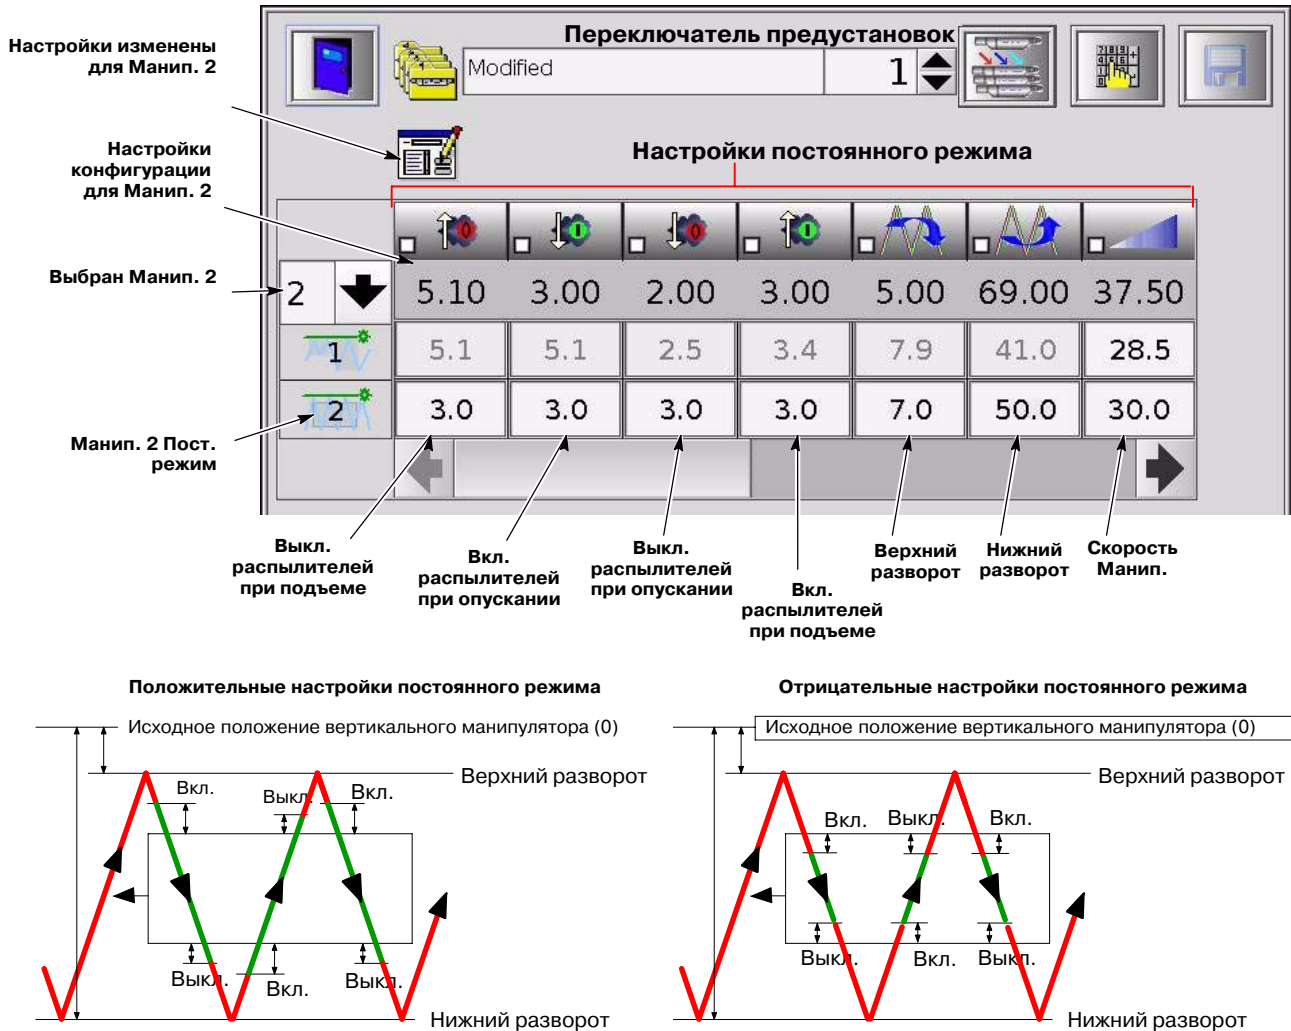 Настройки изменены
для Манип. 2
Переключатель предустановок
Modified
1
Настройки
конфигурации
для Манип. 2
Настройки постоянного режима
Выбран Манип. 2
2
5.10 3.00 2.00 3.00 5.00 69.00 37.50
1 5.1 5.1 2.5 3.4 7.9 41.0 28.5
2 3.0 3.0 3.0 3.0 7.0 50.0 30.0
Манип. 2 Пост.
режим
Выкл.
распылителей
при подъеме
Вкл.
распылителей
при опускании
Выкл.
распылителей
при опускании
Вкл.
распылителей
при подъеме
Верхний
разворот
Нижний
разворот
Скорость
Манип.
Положительные настройки постоянного режима
Исходное положение вертикального манипулятора (0)
Верхний разворот
Вкл. Выкл. Вкл.
Выкл. Вкл. Выкл.
Нижний разворот
Отрицательные настройки постоянного режима
Исходное положение вертикального манипулятора (0)
Верхний разворот
Вкл. Выкл. Вкл.
Выкл. Вкл. Выкл.
Нижний разворот